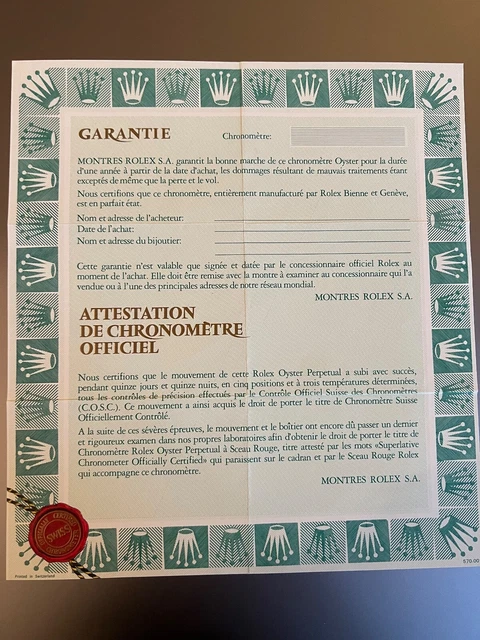 GARANTIE
Chronomètre:
MONTRES ROLEX S.A. garantit la bonne marche de ce chronomètre Oyster pour la durée
d'une année à partir de la date d'achat, les dommages résultant de mauvais traitements étant
exceptés de même que la perte et le vol.
Nous certifions que ce chronomètre, entièrement manufacturé par Rolex Bienne et Genève,
est en parfait état.
Nom et adresse de l'acheteur:
Date de l'achat:
Nom et adresse du bijoutier:
Cette garantie n'est valable que signée et datée par le concessionnaire officiel Rolex au
moment de l'achat. Elle doit être remise avec la montre à examiner au concessionnaire qui l'a
vendue ou à l'une des principales adresses de notre réseau mondial.
MONTRES ROLEX S.A.
ATTESTATION
DE CHRONOMÈTRE
OFFICIEL
Nous certifions que le mouvement de cette Rolex Oyster Perpetual a subi avec succès,
pendant quinze jours et quinze nuits, en cinq positions et à trois températures déterminées,
tous les contrôles de précision effectués par le Contrôle Officiel Suisse des Chronomètres
(C.O.S.C.). Ce mouvement a ainsi acquis le droit de porter le titre de Chronomètre Suisse
Officiellement Contrôlé.
A la suite de ces sévères épreuves, le mouvement et le boîtier ont encore dû passer un dernier
et rigoureux examen dans nos propres laboratoires afin d'obtenir le droit de porter le titre de
Chronomètre Rolex Oyster Perpetual à Sceau Rouge, titre attesté par les mots «Superlative
Chronometer Officially Certified» qui paraissent sur le cadran et par le Sceau Rouge Rolex
qui accompagne ce chronomètre.
MONTRES ROLEX S.A.
SWISS
Printed in Switzerland
570.00